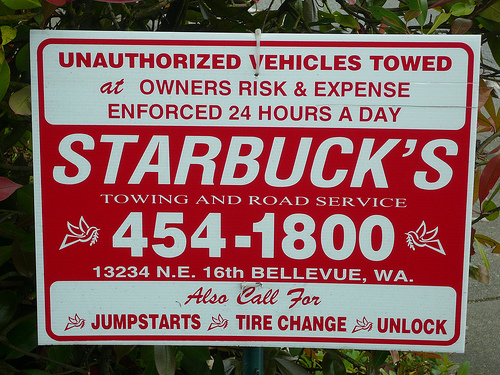 UNAUTHORIZED VEHICLES TOWED
at OWNERS RISK & EXPENSE
ENFORCED 24 HOURS A DAY
STARBUCK'S
TOWING AND ROAD SERVICE
454-1800
13234 N.E. 16th BELLEVUE, WA.
Also Call For
JUMPSTARTS TIRE CHANGE UNLOCK